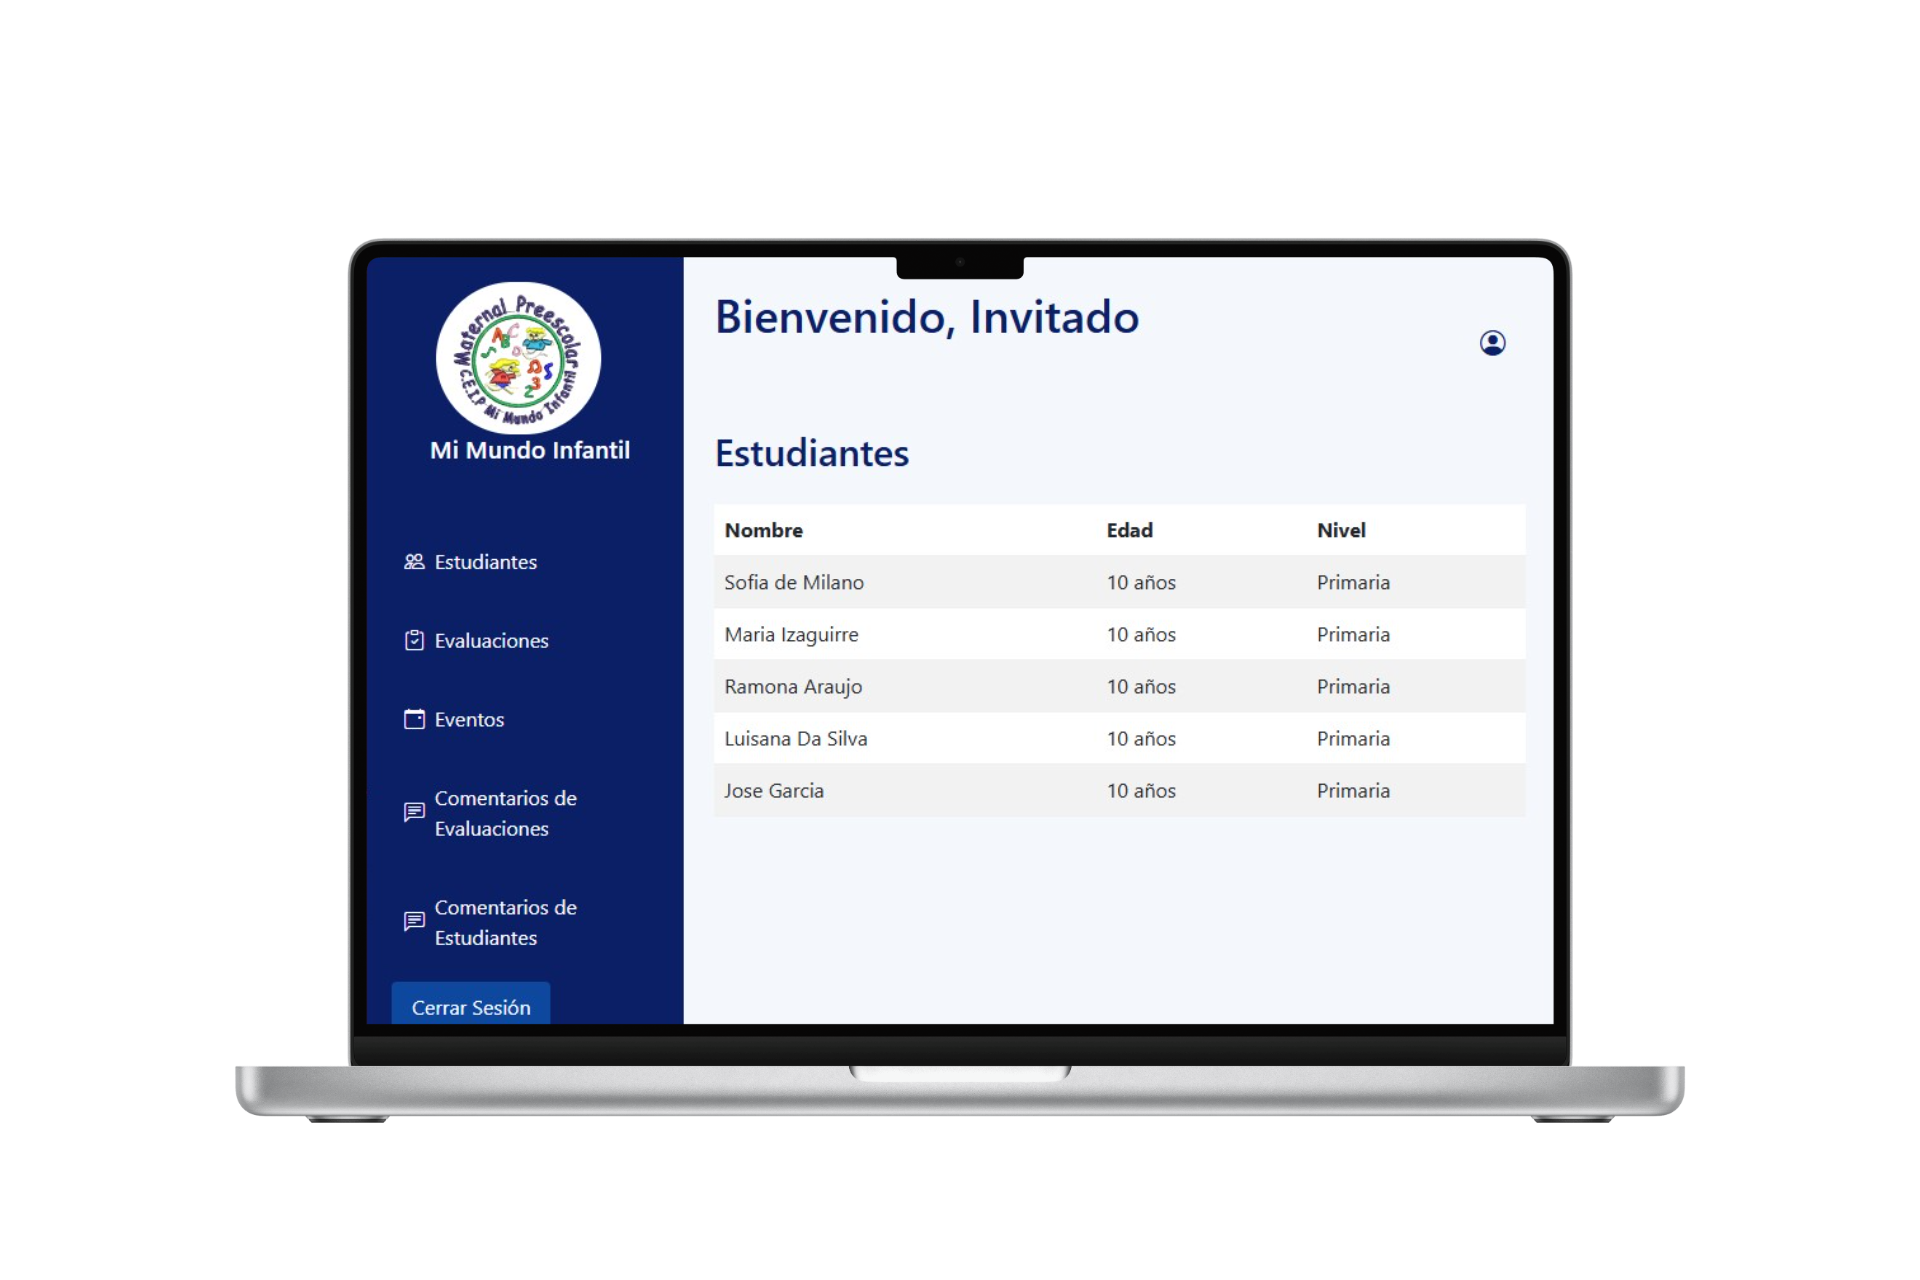 Maternal Preescolar
C.E.I.P Mi Mundo Infantil
ABC
123
Mi Mundo Infantil
Estudiantes
Evaluaciones
Eventos
Comentarios de
Evaluaciones
Comentarios de
Estudiantes
Cerrar Sesión
Bienvenido, Invitado
Estudiantes
Nombre Edad Nivel
Sofia de Milano 10 años Primaria
Maria Izaguirre 10 años Primaria
Ramona Araujo 10 años Primaria
Luisana Da Silva 10 años Primaria
Jose Garcia 10 años Primaria